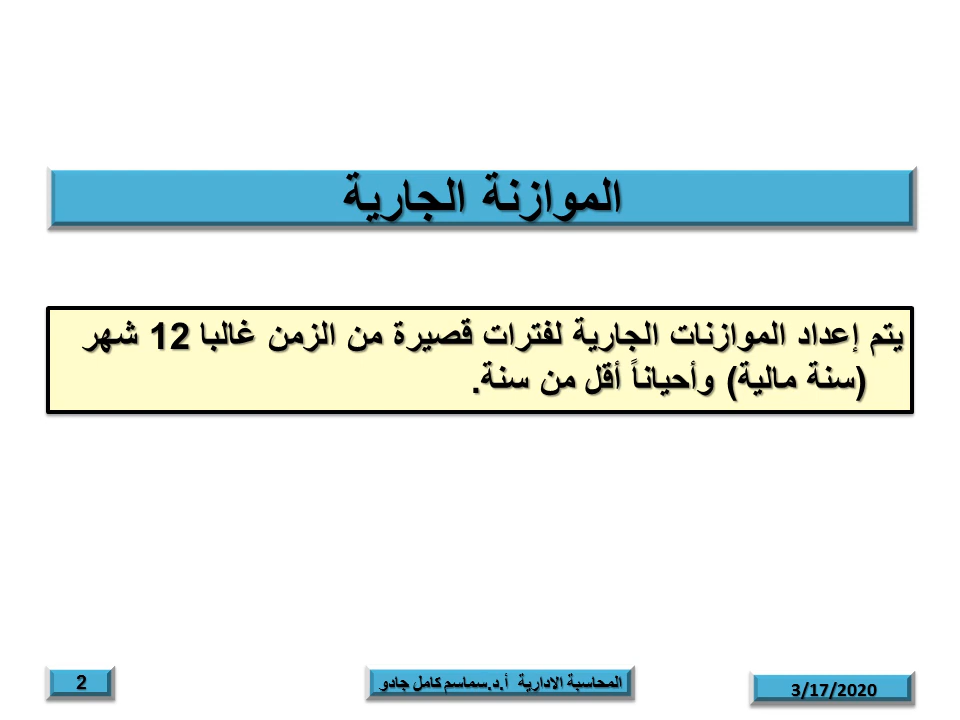 الموازنة الجارية
يتم إعداد الموازنات الجارية لفترات قصيرة من الزمن غالبا 12 شهر
(سنة مالية) وأحياناً أقل من سنة.
2
المحاسبة الادارية أ.د.سماسم كامل جادو
3/17/2020